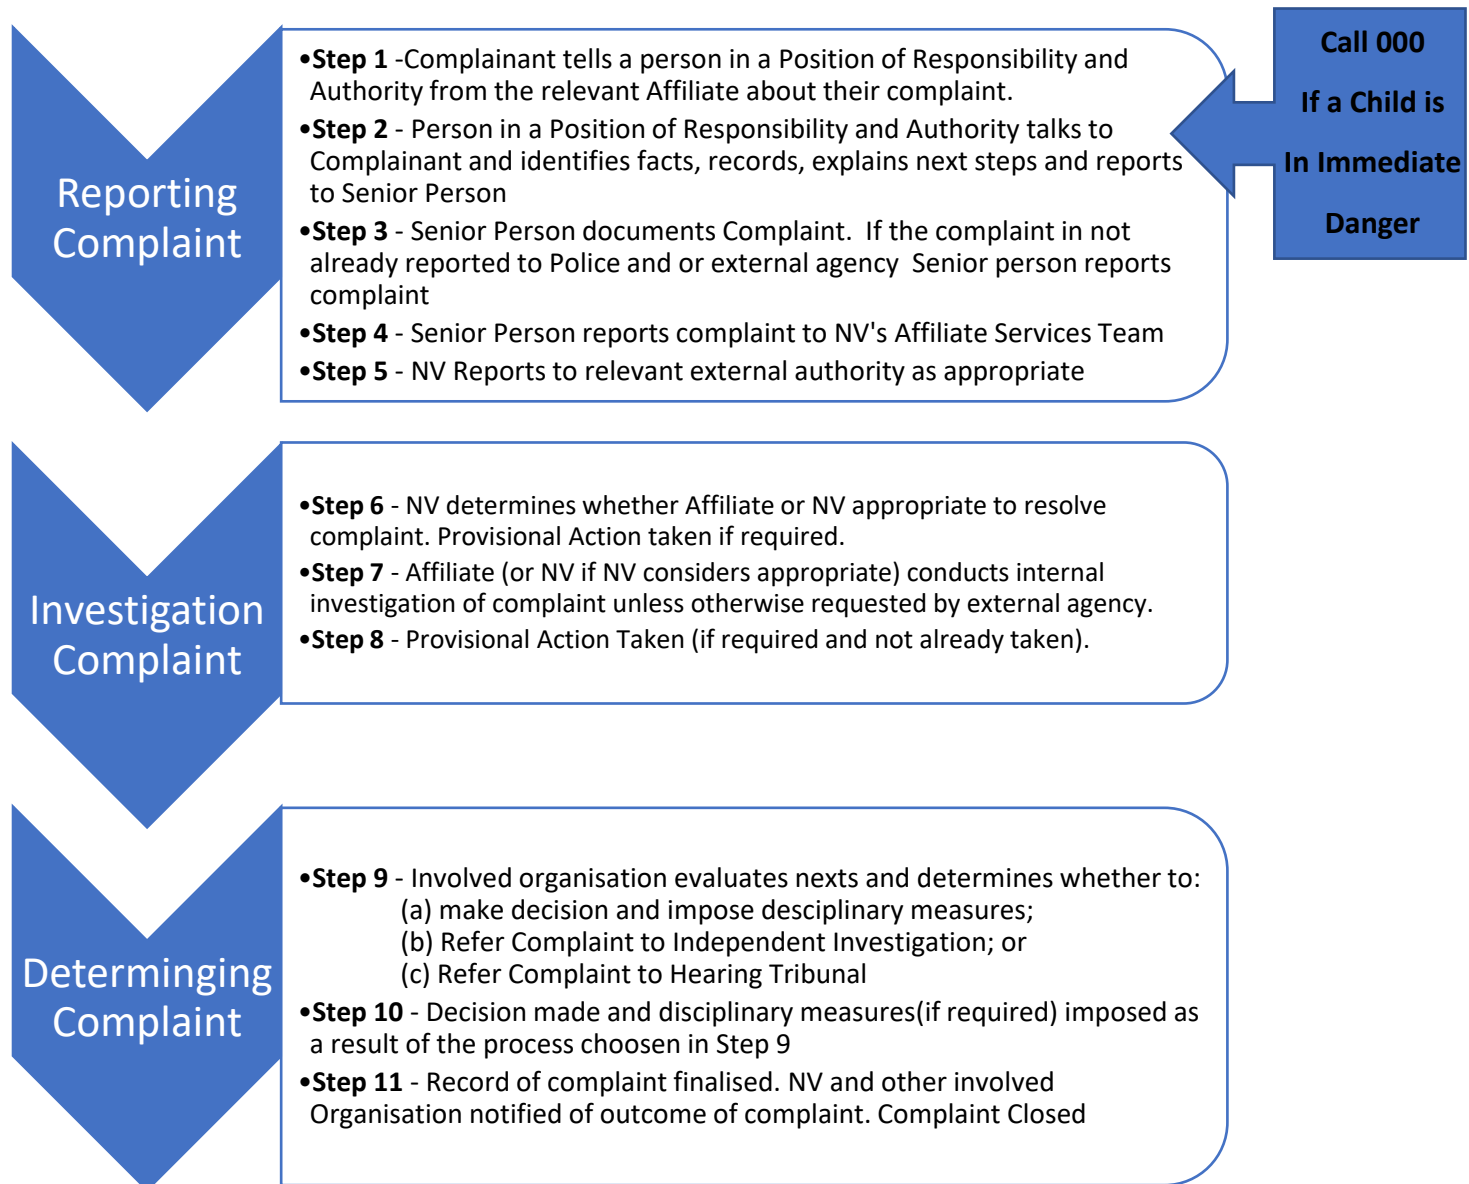 Reporting
Complaint
•Step 1 -Complainant tells a person in a Position of Responsibility and
Authority from the relevant Affiliate about their complaint.
•Step 2 - Person in a Position of Responsibility and Authority talks to
Complainant and identifies facts, records, explains next steps and reports
to Senior Person
•Step 3 - Senior Person documents Complaint.  If the complaint in not
already reported to Police and or external agency  Senior person reports
complaint
•Step 4 - Senior Person reports complaint to NV's Affiliate Services Team
•Step 5 - NV Reports to relevant external authority as appropriate
Call 000
If a Child is
In Immediate
Danger
Investigation
Complaint
•Step 6 - NV determines whether Affiliate or NV appropriate to resolve
complaint. Provisional Action taken if required.
•Step 7 - Affiliate (or NV if NV considers appropriate) conducts internal
investigation of complaint unless otherwise requested by external agency.
•Step 8 - Provisional Action Taken (if required and not already taken).
Determinging
Complaint
•Step 9 - Involved organisation evaluates nexts and determines whether to:
(a) make decision and impose desciplinary measures;
(b) Refer Complaint to Independent Investigation; or
(c) Refer Complaint to Hearing Tribunal
•Step 10 - Decision made and disciplinary measures(if required) imposed as
a result of the process choosen in Step 9
•Step 11 - Record of complaint finalised. NV and other involved
Organisation notified of outcome of complaint. Complaint Closed